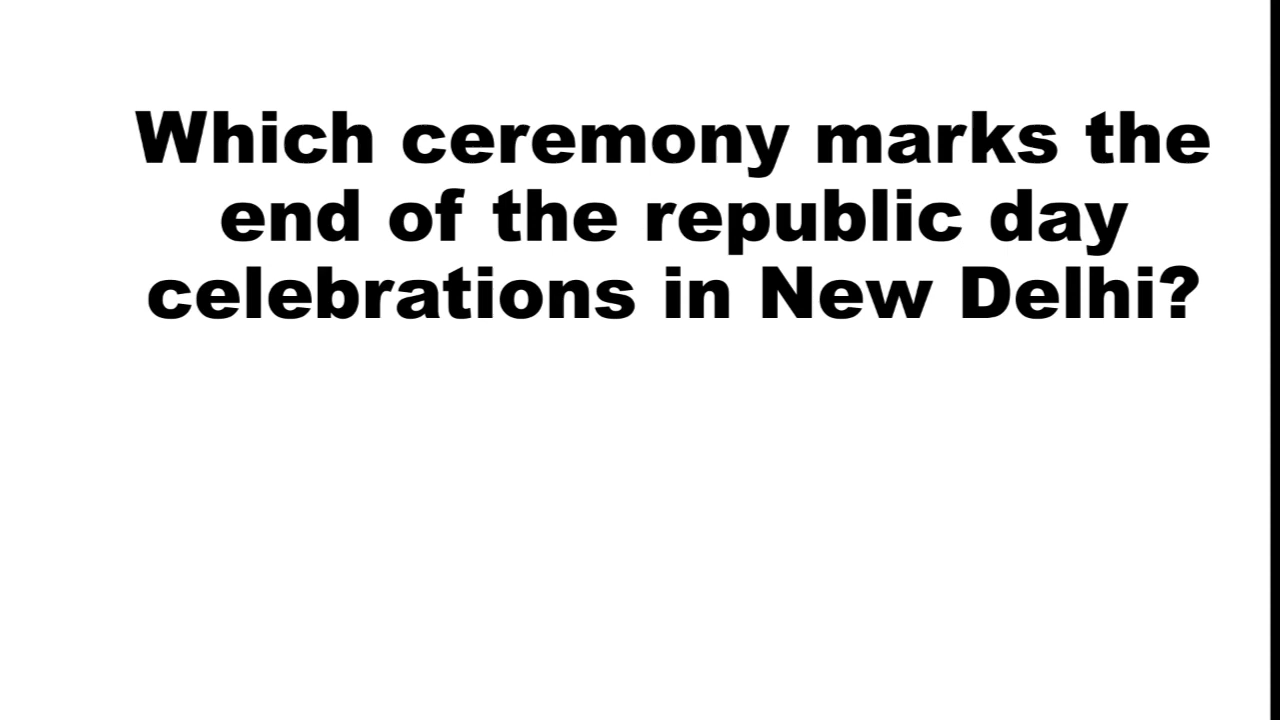 Which ceremony marks the
end of the republic day
celebrations in New Delhi?